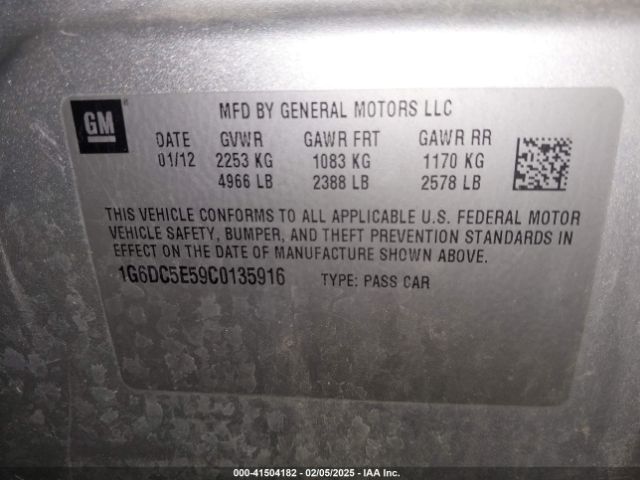 GM
MFD BY GENERAL MOTORS LLC
DATE GVWR GAWR FRT GAWR RR
01/12 2253 KG 1083 KG 1170 KG
4966 LB 2388 LB 2578 LB
THIS VEHICLE CONFORMS TO ALL APPLICABLE U.S. FEDERAL MOTOR
VEHICLE SAFETY, BUMPER, AND THEFT PREVENTION STANDARDS IN
EFFECT ON THE DATE OF MANUFACTURE SHOWN ABOVE.
1G6DC5E59C0135916 TYPE: PASS CAR
000-41504182 - 02/05/2025 - IAA Inc.